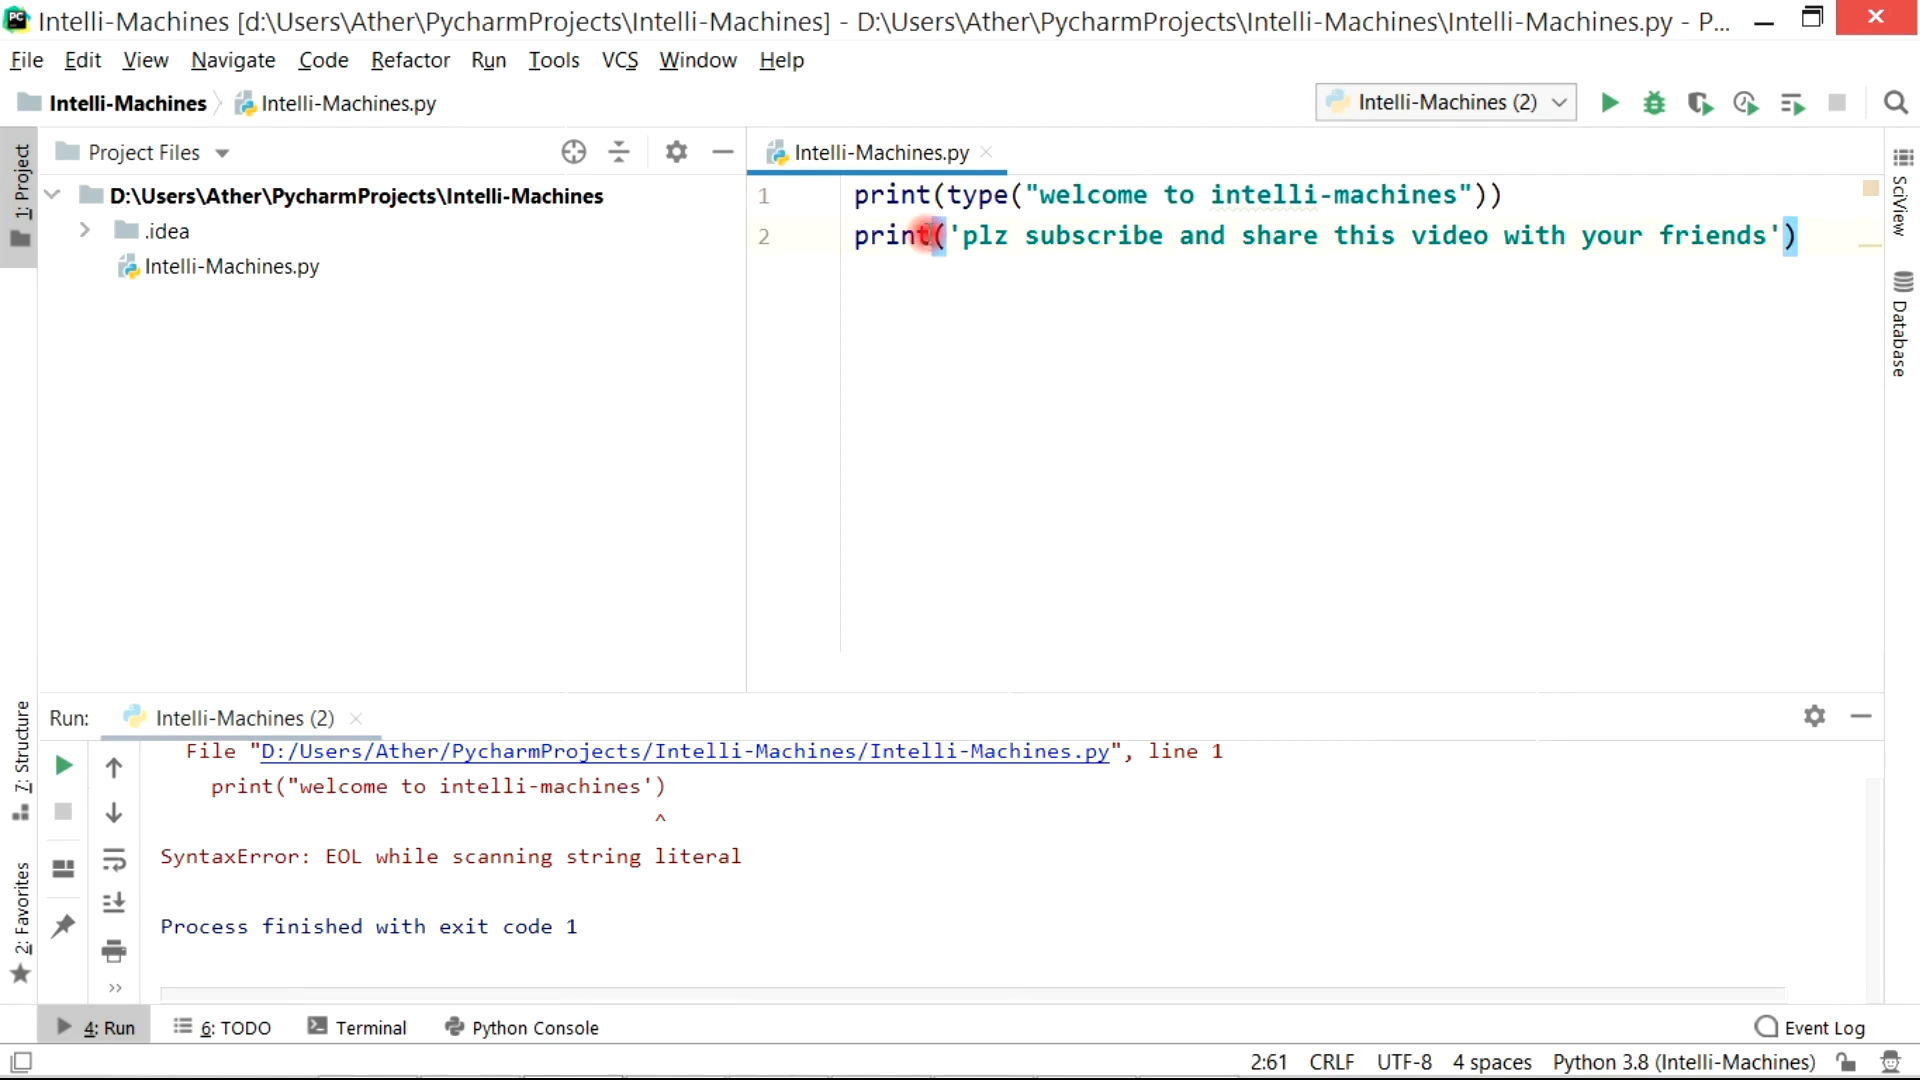 Intelli-Machines [d:\Users\Ather\PycharmProjects\Intelli-Machines] - D:\Users\Ather\PycharmProjects\Intelli-Machines\Intelli-Machines.py - P...
File Edit View Navigate Code Refactor Run Tools VCS Window Help
Intelli-Machines Intelli-Machines.py
Intelli-Machines (2)
1: Project
Project Files
D:\Users\Ather\PycharmProjects\Intelli-Machines
.idea
Intelli-Machines.py
Intelli-Machines.py
1 print(type("welcome to intelli-machines"))
2 print('plz subscribe and share this video with your friends')
SciView
Database
7: Structure
2: Favorites
Run: Intelli-Machines (2)
File "D:/Users/Ather/PycharmProjects/Intelli-Machines/Intelli-Machines.py", line 1
print("welcome to intelli-machines')
^
SyntaxError: EOL while scanning string literal
Process finished with exit code 1
4: Run 6: TODO Terminal Python Console Event Log
2:61 CRLF UTF-8 4 spaces Python 3.8 (Intelli-Machines)